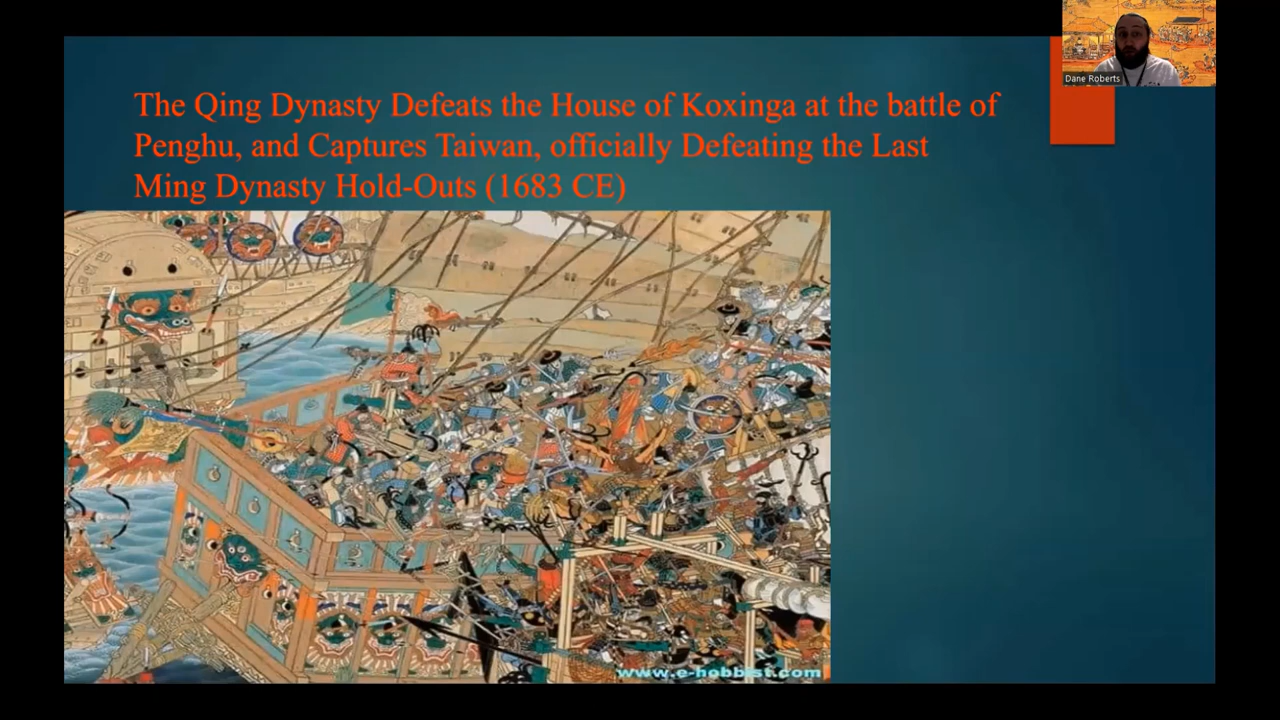 Dane Roberts
The Qing Dynasty Defeats the House of Koxinga at the battle of
Penghu, and Captures Taiwan, officially Defeating the Last
Ming Dynasty Hold-Outs (1683 CE)
www.e-hobbist.com